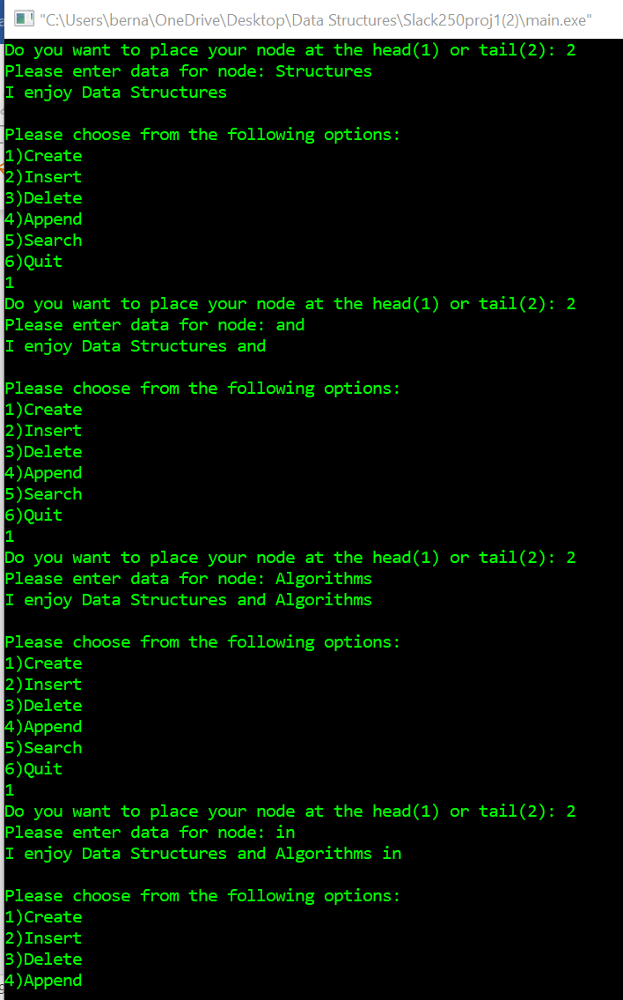 "C:\Users\berna\OneDrive\Desktop\Data Structures\Slack250proj1(2)\main.exe"
Do you want to place your node at the head(1) or tail(2): 2
Please enter data for node: Structures
I enjoy Data Structures
Please choose from the following options:
1)Create
2)Insert
3)Delete
4)Append
5)Search
6)Quit
1
Do you want to place your node at the head(1) or tail(2): 2
Please enter data for node: and
I enjoy Data Structures and
Please choose from the following options:
1)Create
2)Insert
3)Delete
4)Append
5)Search
6)Quit
1
Do you want to place your node at the head(1) or tail(2): 2
Please enter data for node: Algorithms
I enjoy Data Structures and Algorithms
Please choose from the following options:
1)Create
2)Insert
3)Delete
4)Append
5)Search
6)Quit
1
Do you want to place your node at the head(1) or tail(2): 2
Please enter data for node: in
I enjoy Data Structures and Algorithms in
Please choose from the following options:
1)Create
2)Insert
3)Delete
4)Append